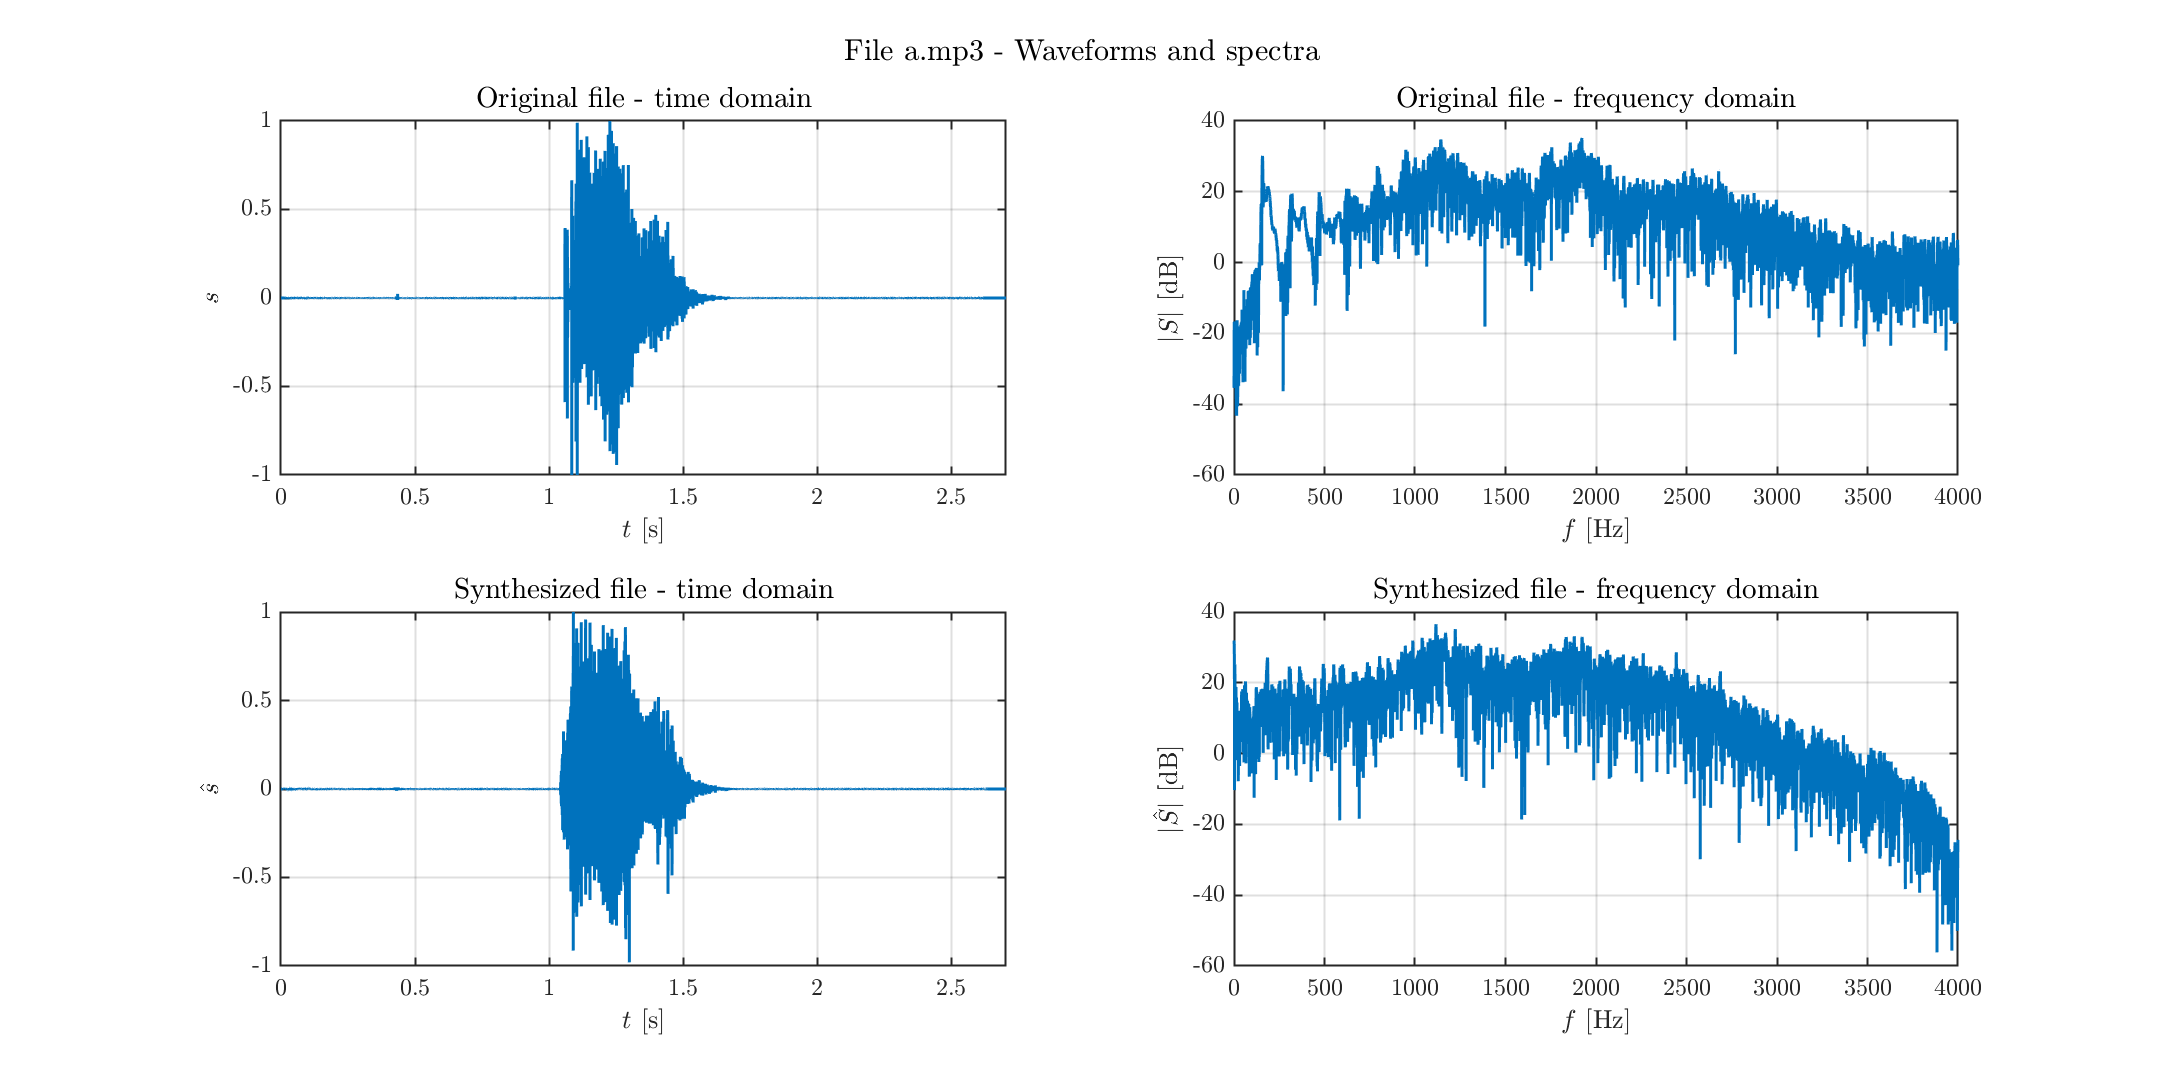 File a.mp3 - Waveforms and spectra
Original file - time domain
1
0.5
0
-0.5
-1
s
0 0.5 1 1.5 2 2.5
t [s]
Original file - frequency domain
40
20
0
-20
-40
-60
|S| [dB]
0 500 1000 1500 2000 2500 3000 3500 4000
f [Hz]
Synthesized file - time domain
1
0.5
0
-0.5
-1
ŝ
0 0.5 1 1.5 2 2.5
t [s]
Synthesized file - frequency domain
40
20
0
-20
-40
-60
|Ŝ| [dB]
0 500 1000 1500 2000 2500 3000 3500 4000
f [Hz]